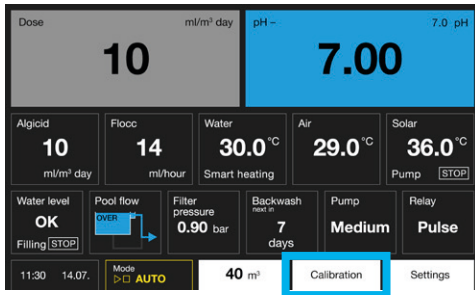 Dose ml/m³ day
10
pH – 7.0 pH
7.00
Algicid
10
ml/m³ day
Flocc
14
ml/hour
Water
30.0°C
Smart heating
Air
29.0°C
Solar
36.0°C
Pump STOP
Water level
OK
Filling STOP
Pool flow
OVER
Filter
pressure
0.90 bar
Backwash
next in
7
days
Pump
Medium
Relay
Pulse
11:30 14.07.
Mode
AUTO
40 m³
Calibration
Settings